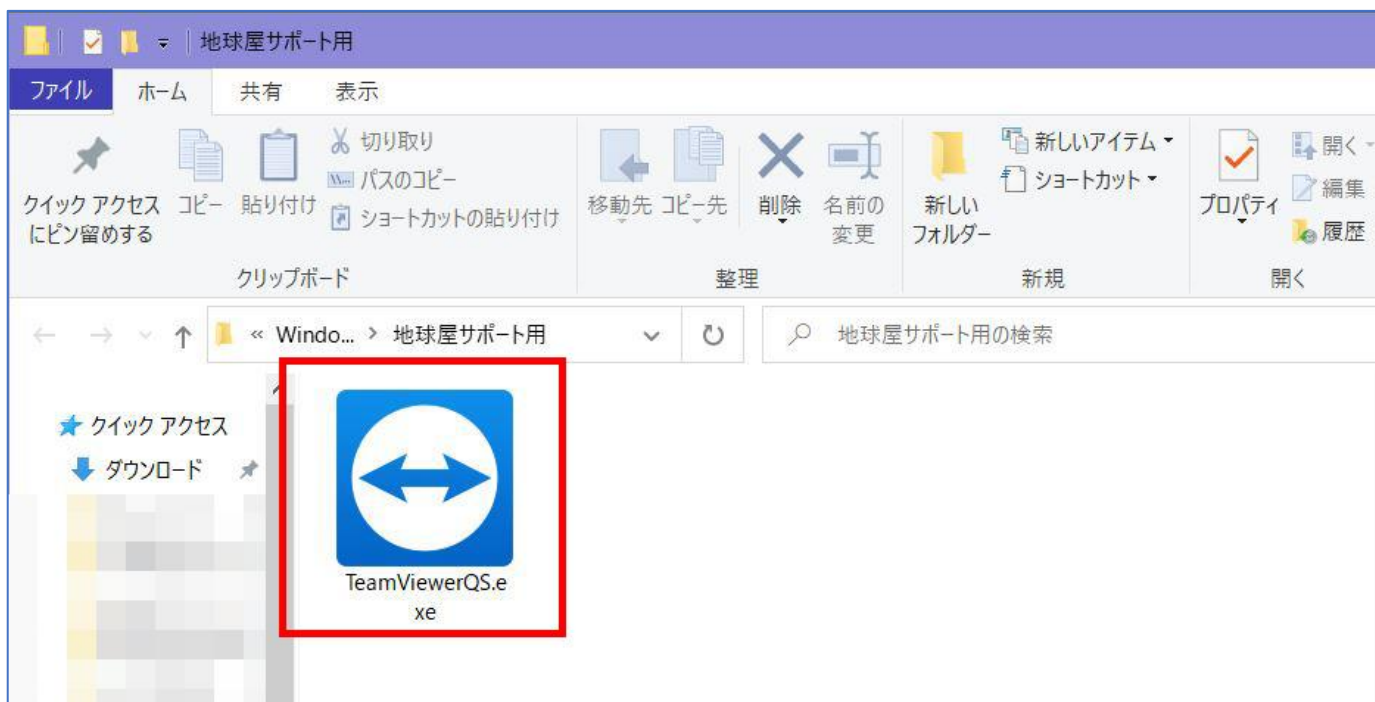 地球屋サポート用
ファイル ホーム 共有 表示
クイック アクセス
にピン留めする
コピー
貼り付け
切り取り
パスのコピー
ショートカットの貼り付け
クリップボード
移動先
コピー先
削除
名前の
変更
整理
新しい
フォルダー
新しいアイテム
ショートカット
新規
プロパティ
開く
編集
履歴
開く
« Windo... > 地球屋サポート用
地球屋サポート用の検索
クイック アクセス
ダウンロード
TeamViewerQS.e
xe